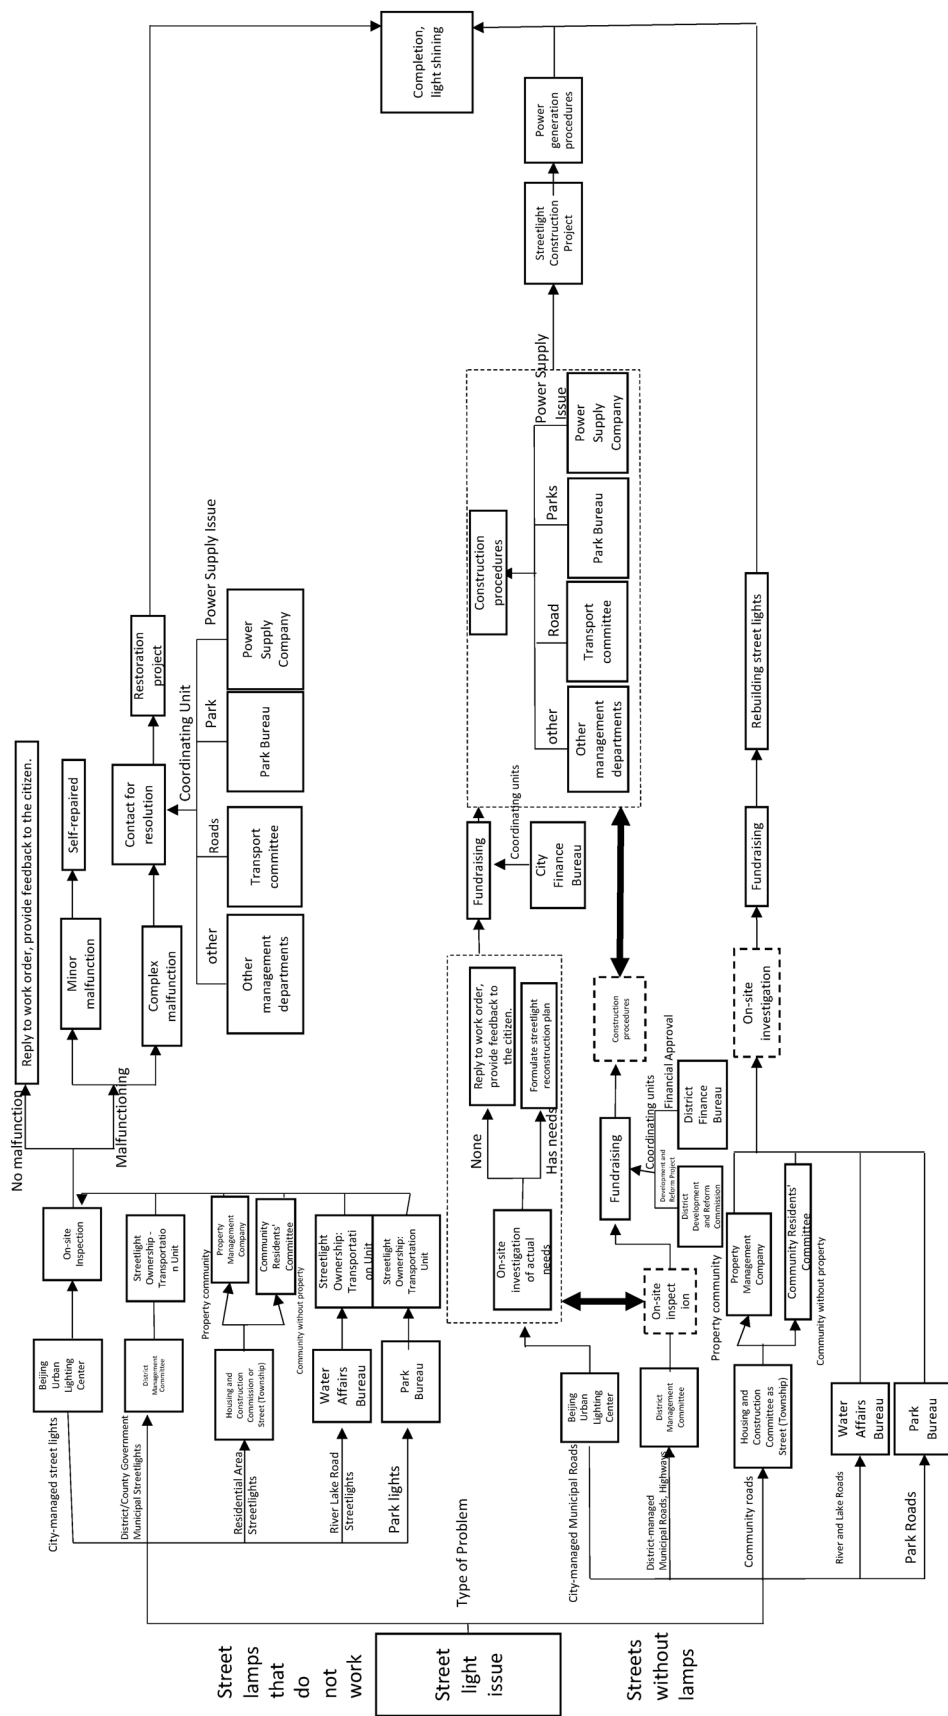 Street
light
issue
Type of Problem
Street
lamps
that
do
not
work
City-managed street lights
Beijing
Urban
Lighting
Center
On-site
Inspection
District/County Government
Municipal Streetlights
District
Management
Committee
Streetlight
Ownership -
Transportatio
n Unit
Residential Area
Streetlights
Housing and
Construction
Commission or
Street (Township)
Property community
Property
Management
Company
Community
Residents'
Committee
Community without property
River Lake Road
Streetlights
Water
Affairs
Bureau
Streetlight
Ownership:
Transportati
on Unit
Park lights
Park
Bureau
Streetlight
Ownership:
Transportation
Unit
No malfunction
Reply to work order, provide feedback to the citizen.
Malfunctioning
Minor
malfunction
Self-repaired
Complex
malfunction
Contact for
resolution
Restoration
project
Coordinating Unit
other
Roads
Park
Power Supply Issue
Other
management
departments
Transport
committee
Park Bureau
Power
Supply
Company
Completion,
light shining
Streets
without
lamps
City-managed Municipal Roads
Beijing
Urban
Lighting
Center
On-site
investigation
of actual
needs
None
Reply to work order,
provide feedback to
the citizen.
Has needs
Formulate streetlight
reconstruction plan
Fundraising
Coordinating units
City
Finance
Bureau
Construction
procedures
other
Road
Parks
Power Supply
Issue
Other
management
departments
Transport
committee
Park Bureau
Power
Supply
Company
Streetlight
Construction
Project
Power
generation
procedures
District-managed
Municipal Roads, Highways
District
Management
Committee
On-site
inspect
ion
Fundraising
Coordinating units
Development and
Reform Project
Financial Approval
District
Development
and Reform
Commission
District
Finance
Bureau
Construction
procedures
Community roads
Housing and
Construction
Committee as
Street (Township)
Property community
Property
Management
Company
Community Residents'
Committee
Community without property
River and Lake Roads
Water
Affairs
Bureau
Park Roads
Park
Bureau
On-site
investigation
Fundraising
Rebuilding street lights